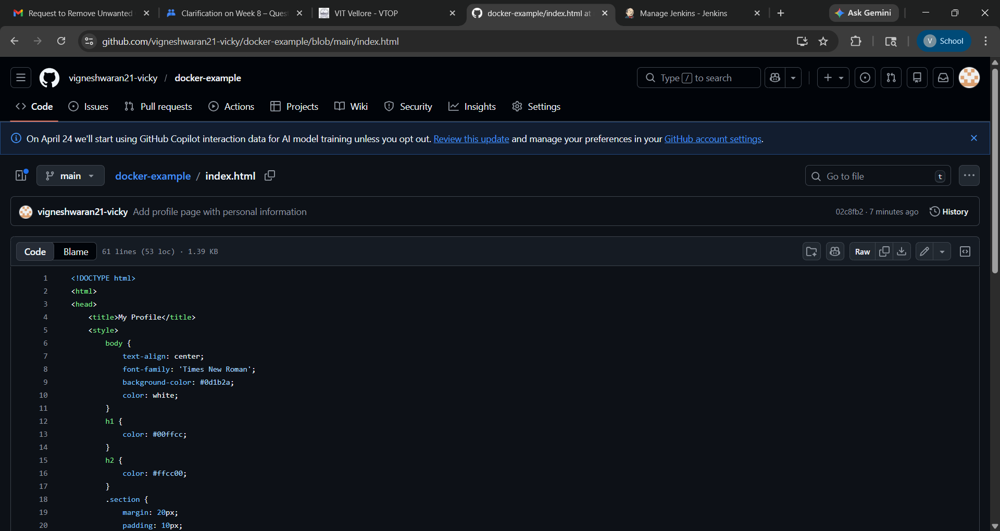 Request to Remove Unwanted
Clarification on Week 8 – Ques
VIT Vellore - VTOP
docker-example/index.html at
Manage Jenkins - Jenkins
Ask Gemini
github.com/vigneshwaran21-vicky/docker-example/blob/main/index.html
V School
vigneshwaran21-vicky / docker-example
Type / to search
Code
Issues
Pull requests
Actions
Projects
Wiki
Security
Insights
Settings
On April 24 we'll start using GitHub Copilot interaction data for AI model training unless you opt out. Review this update and manage your preferences in your GitHub account settings.
main
docker-example / index.html
Go to file t
vigneshwaran21-vicky Add profile page with personal information
02c8fb2 · 7 minutes ago
History
Code
Blame
61 lines (53 loc) · 1.39 KB
Raw
1 <!DOCTYPE html>
2 <html>
3 <head>
4 <title>My Profile</title>
5 <style>
6 body {
7 text-align: center;
8 font-family: 'Times New Roman';
9 background-color: #0d1b2a;
10 color: white;
11 }
12 h1 {
13 color: #00ffcc;
14 }
15 h2 {
16 color: #ffcc00;
17 }
18 .section {
19 margin: 20px;
20 padding: 10px;